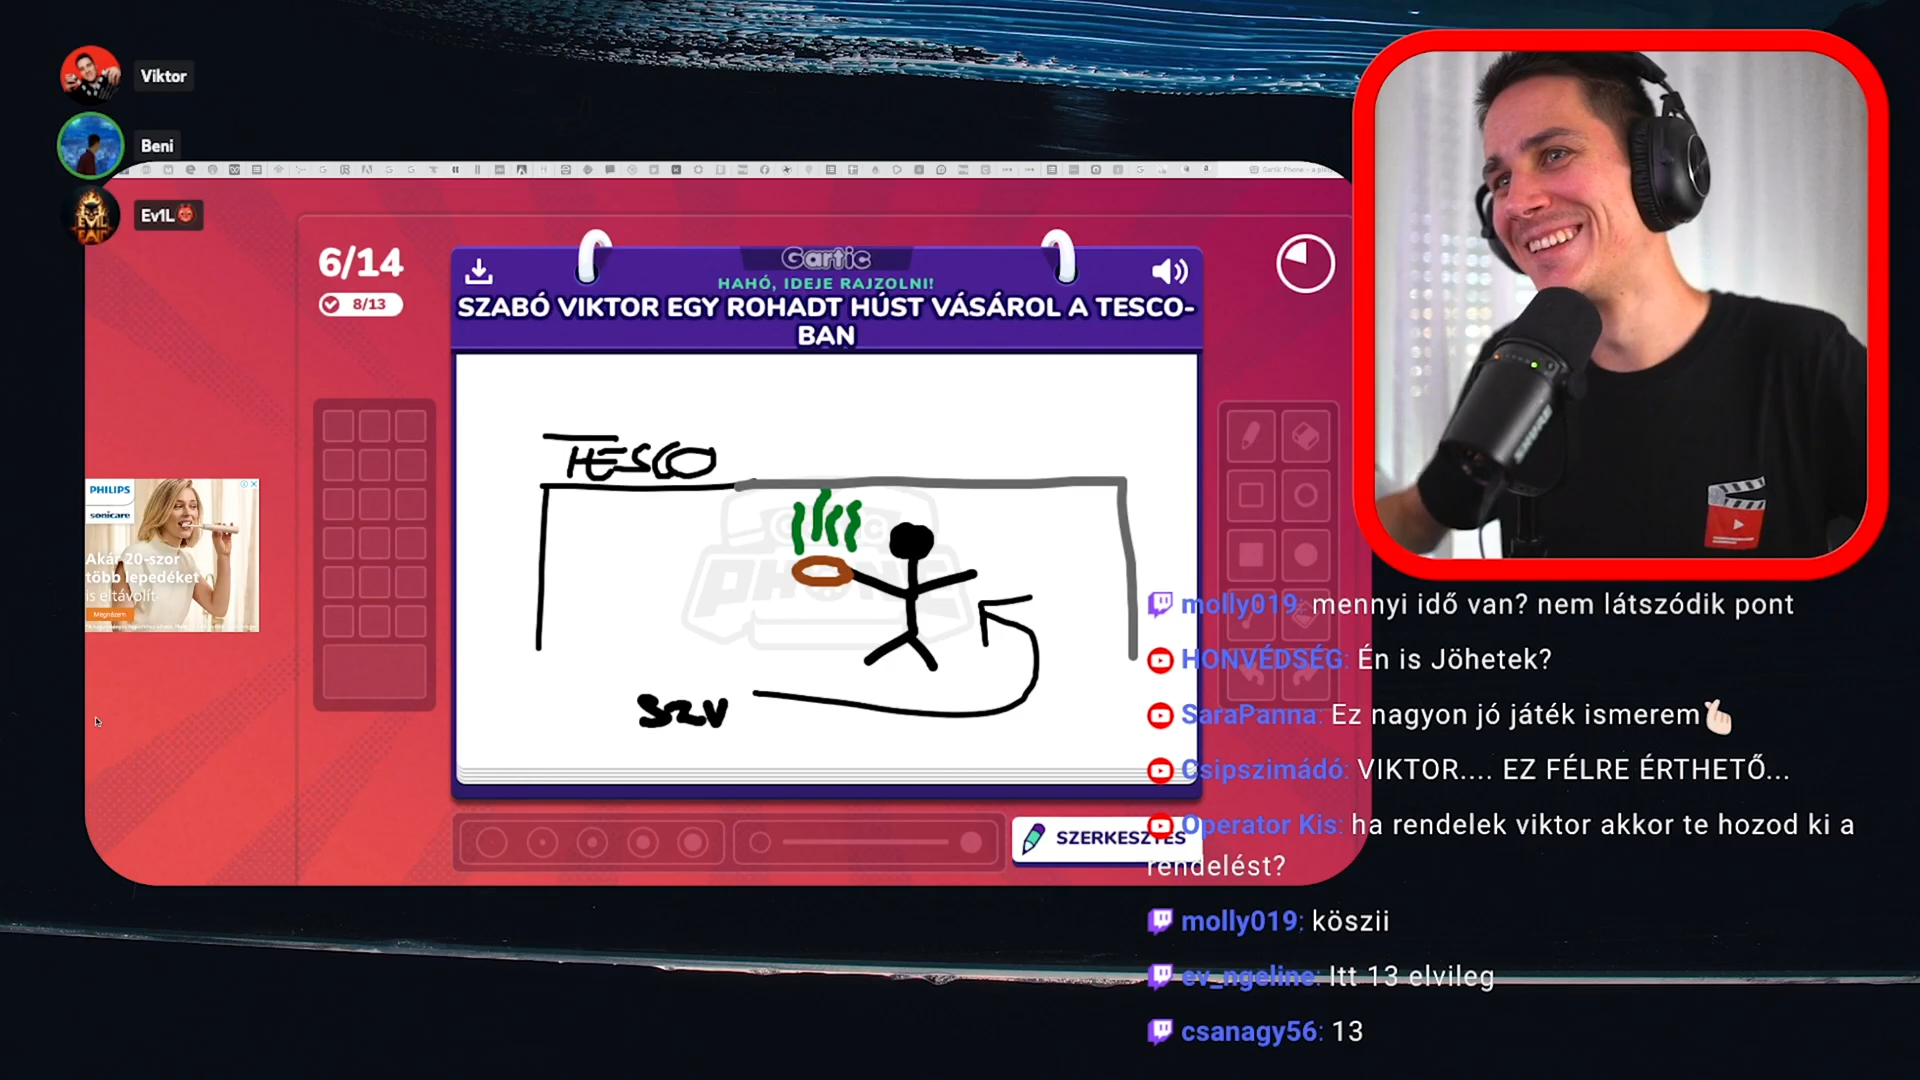 Viktor
Beni
Ev1L
6/14
8/13
Gartic
HAHÓ, IDEJE RAJZOLNI!
SZABÓ VIKTOR EGY ROHADT HÚST VÁSÁROL A TESCO-
BAN
TESCO
SZV
PHILIPS
sonicare
Akár 20-szor
több lepedéket
is eltávolít
Megnézem
SZERKESZTÉS
molly019: mennyi idő van? nem látszódik pont
HONVÉDSÉG: Én is Jöhetek?
SaraPanna: Ez nagyon jó játék ismerem
Csipszimádó: VIKTOR.... EZ FÉLRE ÉRTHETŐ...
Operator Kis: ha rendelek viktor akkor te hozod ki a
rendelést?
molly019: köszii
ev_ngeline: Itt 13 elvileg
csanagy56: 13